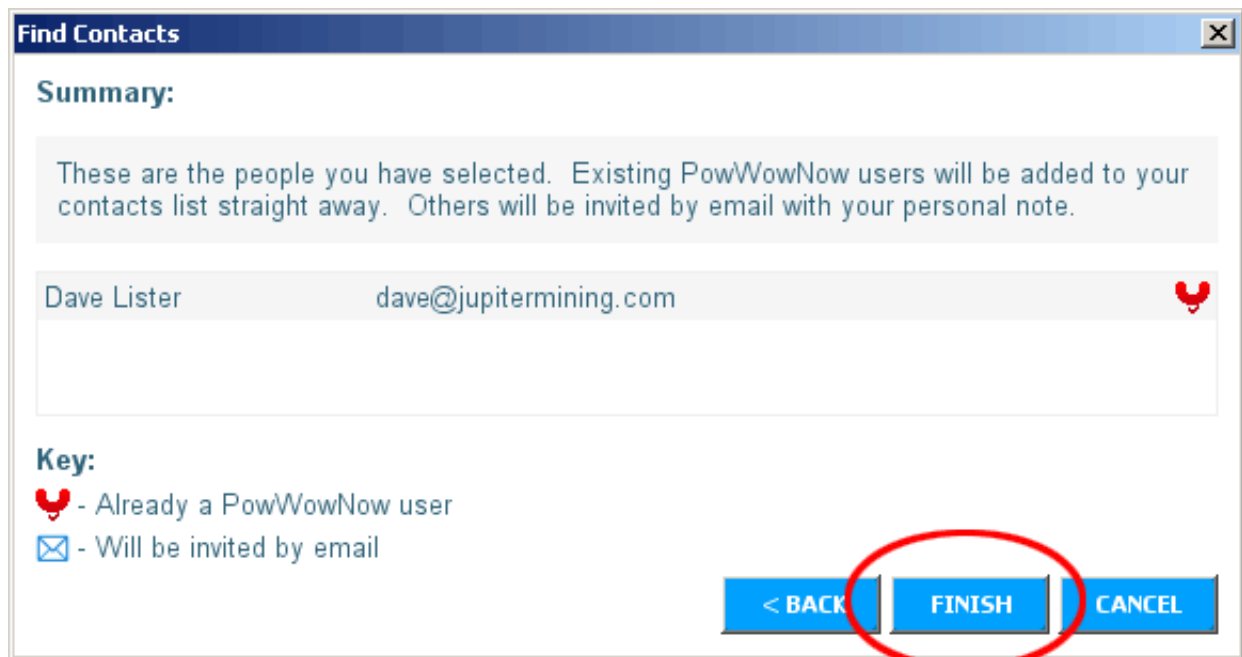 Find Contacts
Summary:
These are the people you have selected.  Existing PowWowNow users will be added to your
contacts list straight away.  Others will be invited by email with your personal note.
Dave Lister dave@jupitermining.com
Key:
- Already a PowWowNow user
- Will be invited by email
< BACK FINISH CANCEL